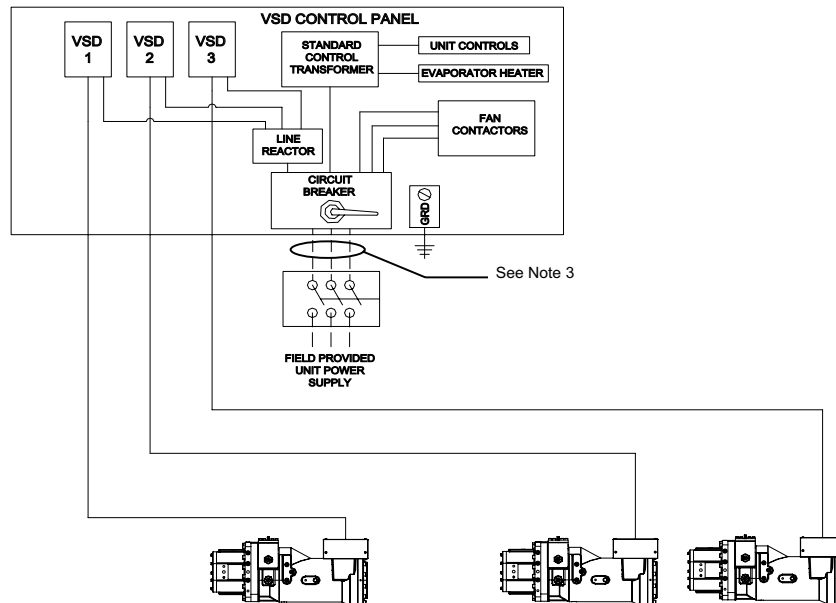 VSD CONTROL PANEL
VSD
1
VSD
2
VSD
3
STANDARD
CONTROL
TRANSFORMER
UNIT CONTROLS
EVAPORATOR HEATER
FAN
CONTACTORS
LINE
REACTOR
CIRCUIT
BREAKER
GRD
See Note 3
FIELD PROVIDED
UNIT POWER
SUPPLY